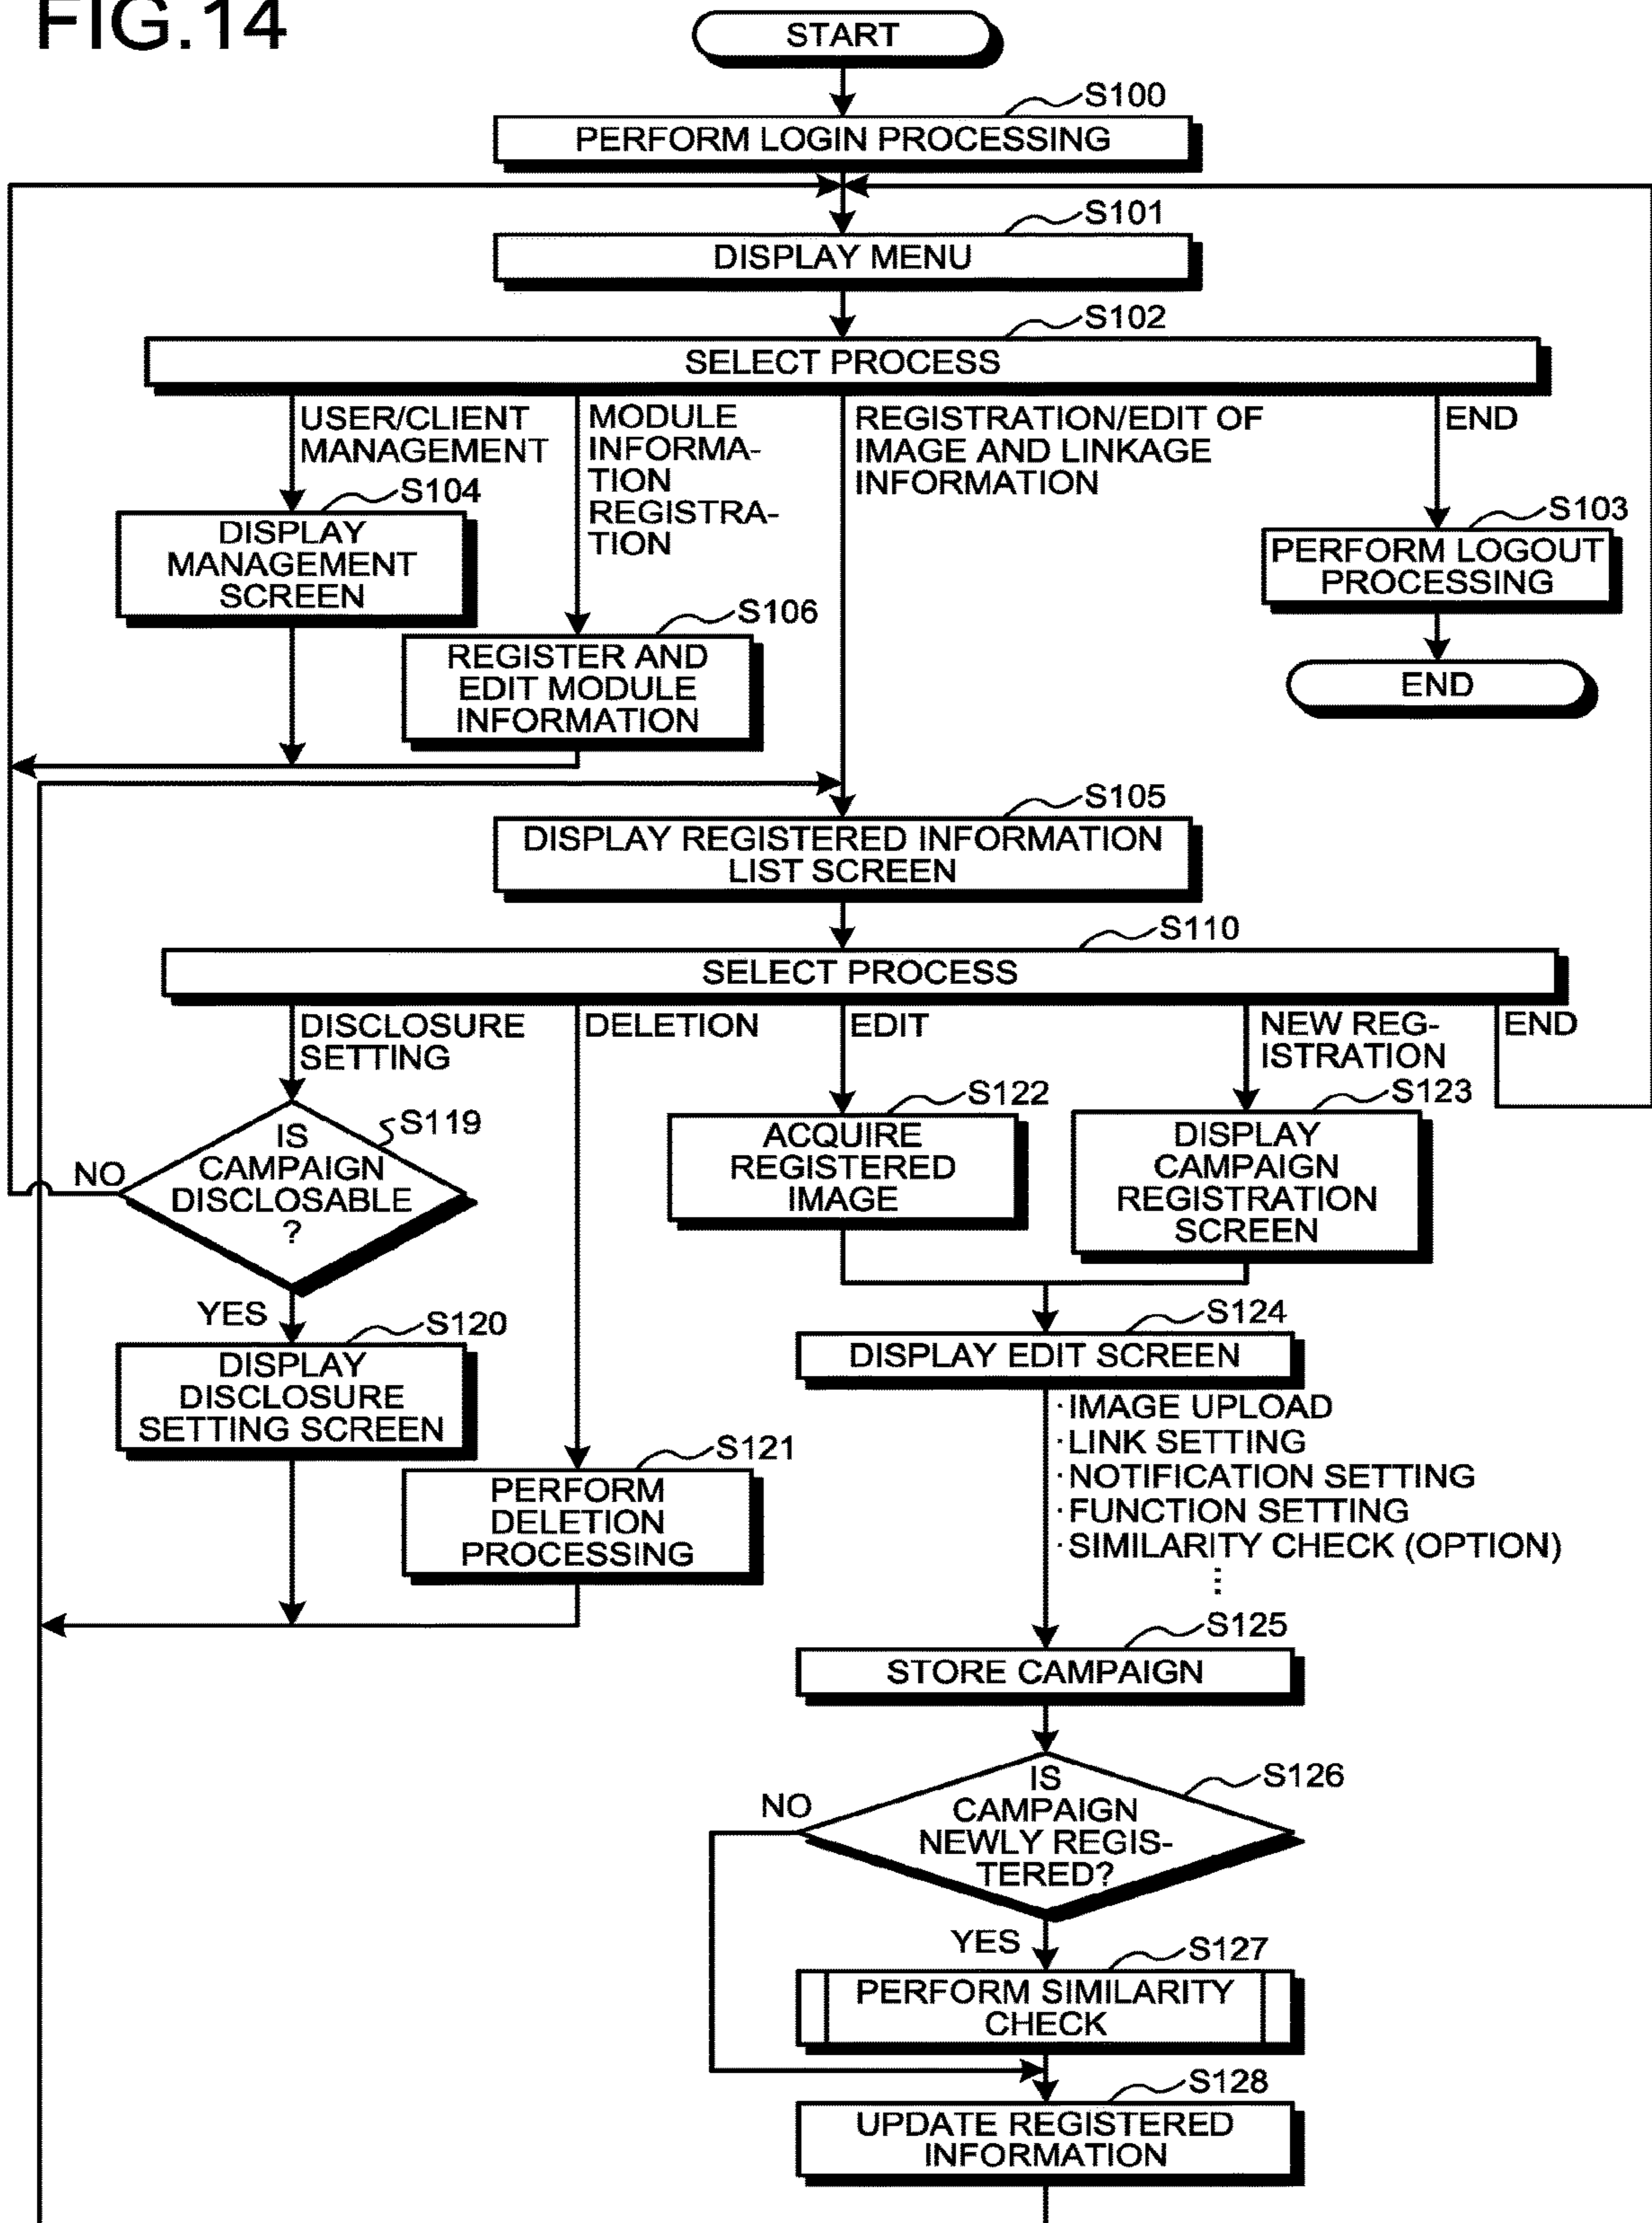 FIG.14
START
S100
PERFORM LOGIN PROCESSING
S101
DISPLAY MENU
S102
SELECT PROCESS
USER/CLIENT
MANAGEMENT
MODULE
INFORMA-
TION
REGISTRA-
TION
REGISTRATION/EDIT OF
IMAGE AND LINKAGE
INFORMATION
END
S104
DISPLAY
MANAGEMENT
SCREEN
S103
PERFORM LOGOUT
PROCESSING
S106
REGISTER AND
EDIT MODULE
INFORMATION
END
S105
DISPLAY REGISTERED INFORMATION
LIST SCREEN
S110
SELECT PROCESS
DISCLOSURE
SETTING
DELETION
EDIT
NEW REG-
ISTRATION
END
S119
IS
CAMPAIGN
DISCLOSABLE
?
NO
YES
S122
ACQUIRE
REGISTERED
IMAGE
S123
DISPLAY
CAMPAIGN
REGISTRATION
SCREEN
S120
DISPLAY
DISCLOSURE
SETTING SCREEN
S121
PERFORM
DELETION
PROCESSING
S124
DISPLAY EDIT SCREEN
·IMAGE UPLOAD
·LINK SETTING
·NOTIFICATION SETTING
·FUNCTION SETTING
·SIMILARITY CHECK (OPTION)
⋮
S125
STORE CAMPAIGN
S126
IS
CAMPAIGN
NEWLY REGIS-
TERED?
NO
YES
S127
PERFORM SIMILARITY
CHECK
S128
UPDATE REGISTERED
INFORMATION